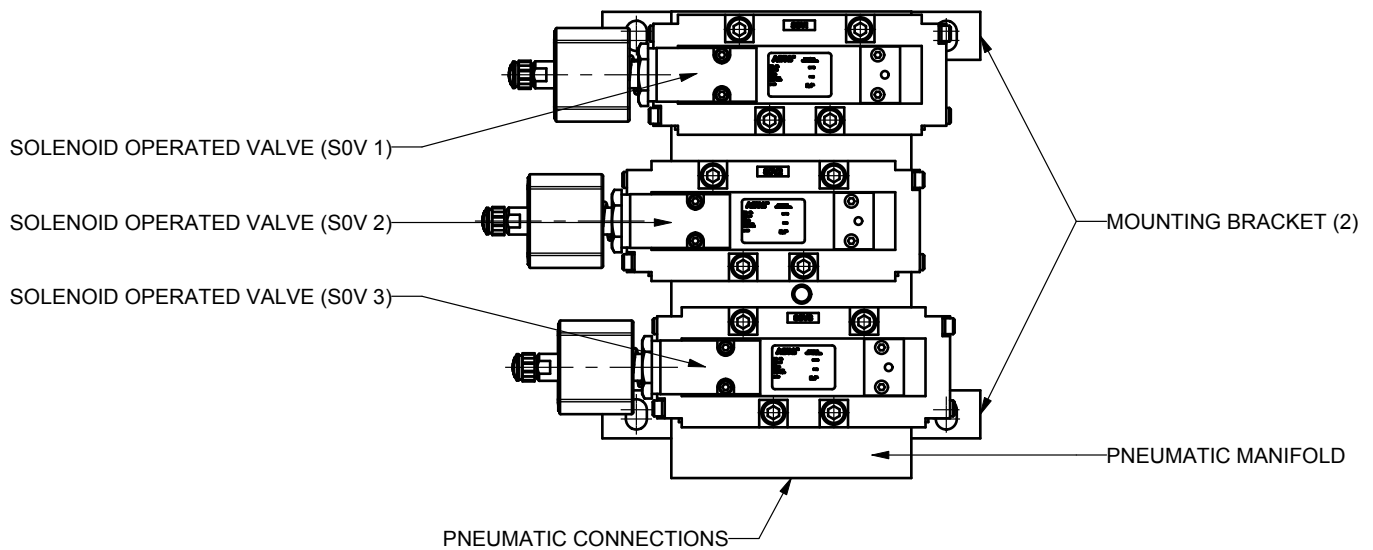 SOLENOID OPERATED VALVE (S0V 1)
SOLENOID OPERATED VALVE (S0V 2)
MOUNTING BRACKET (2)
SOLENOID OPERATED VALVE (S0V 3)
PNEUMATIC MANIFOLD
PNEUMATIC CONNECTIONS